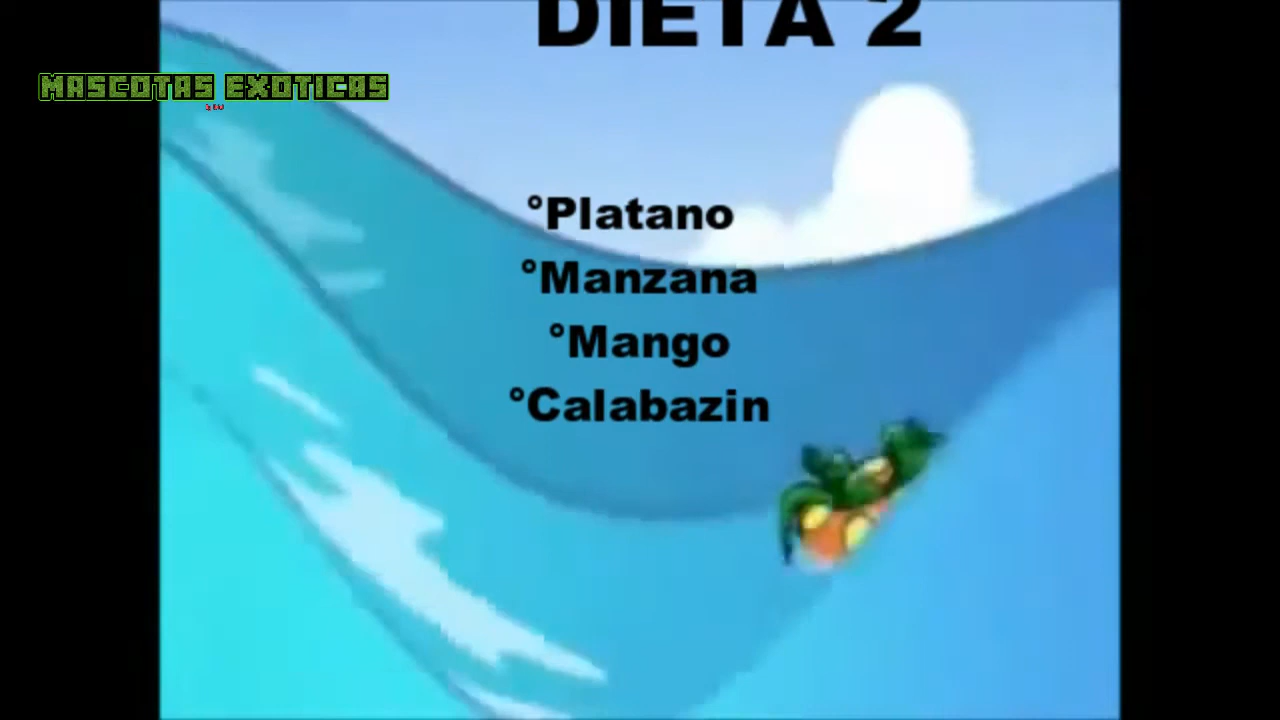 DIETA 2
MASCOTAS EXOTICAS
°Platano
°Manzana
°Mango
°Calabazin